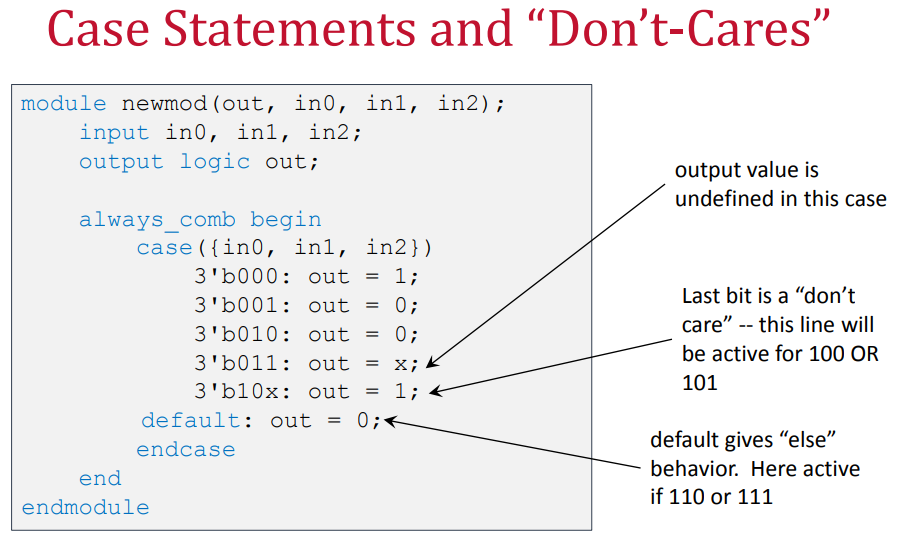 Case Statements and “Don’t-Cares”
module newmod(out, in0, in1, in2);
input in0, in1, in2;
output logic out;
always_comb begin
case({in0, in1, in2})
3'b000: out = 1;
3'b001: out = 0;
3'b010: out = 0;
3'b011: out = x;
3'b10x: out = 1;
default: out = 0;
endcase
end
endmodule
output value is
undefined in this case
Last bit is a “don’t
care” -- this line will
be active for 100 OR
101
default gives “else”
behavior. Here active
if 110 or 111